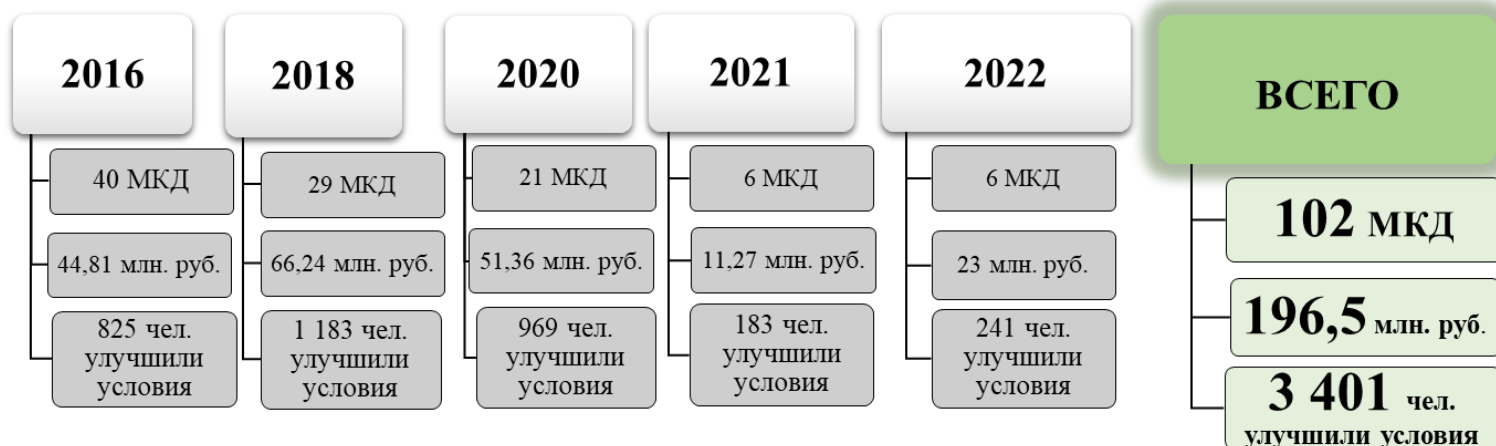 2016
40 МКД
44,81 млн. руб.
825 чел.
улучшили
условия
2018
29 МКД
66,24 млн. руб.
1 183 чел.
улучшили
условия
2020
21 МКД
51,36 млн. руб.
969 чел.
улучшили
условия
2021
6 МКД
11,27 млн. руб.
183 чел.
улучшили
условия
2022
6 МКД
23 млн. руб.
241 чел.
улучшили
условия
ВСЕГО
102 МКД
196,5 млн. руб.
3 401 чел.
улучшили условия